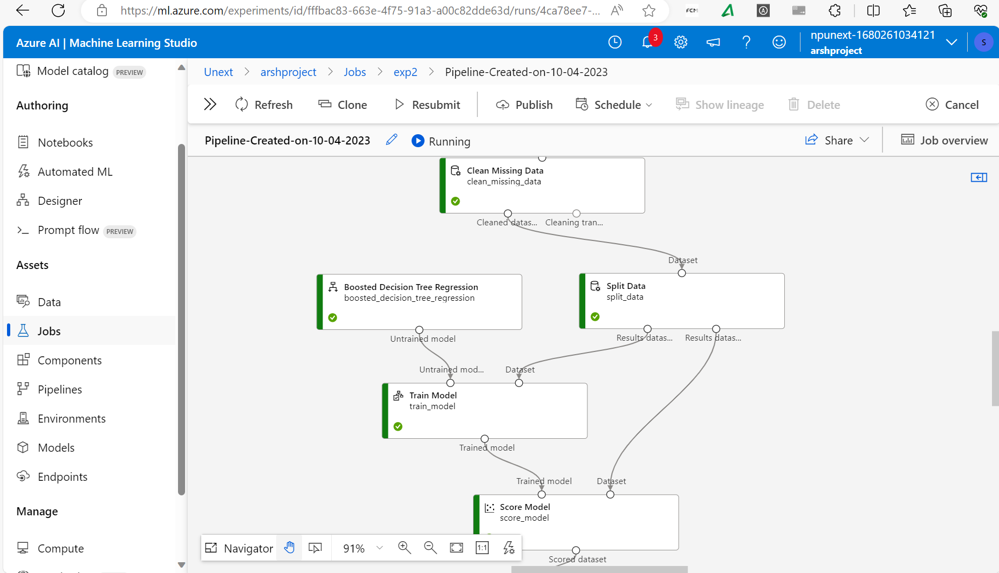 https://ml.azure.com/experiments/id/fffbac83-663e-4f75-91a3-a00c82dde63d/runs/4ca78ee7-...
FCM
Azure AI | Machine Learning Studio
3
npunext-1680261034121
arshproject
S
Model catalog PREVIEW
Authoring
Notebooks
Automated ML
Designer
Prompt flow PREVIEW
Assets
Data
Jobs
Components
Pipelines
Environments
Models
Endpoints
Manage
Compute
Unext > arshproject > Jobs > exp2 > Pipeline-Created-on-10-04-2023
Refresh Clone Resubmit Publish Schedule Show lineage Delete Cancel
Pipeline-Created-on-10-04-2023 Running Share Job overview
Clean Missing Data
clean_missing_data
Cleaned datas... Cleaning tran...
Dataset
Boosted Decision Tree Regression
boosted_decision_tree_regression
Untrained model
Split Data
split_data
Results datas... Results datas...
Untrained mod... Dataset
Train Model
train_model
Trained model
Trained model Dataset
Score Model
score_model
Scored dataset
Navigator 91% 1:1